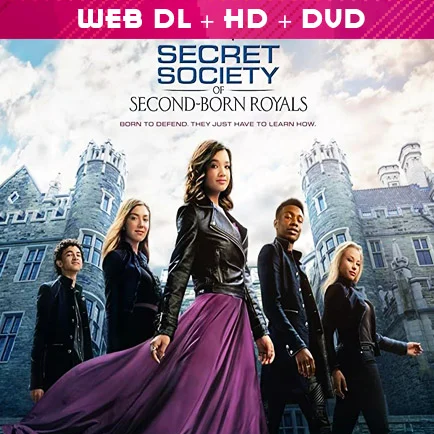 WEB DL + HD + DVD
SECRET
SOCIETY
OF
SECOND-BORN ROYALS
BORN TO DEFEND. THEY JUST HAVE TO LEARN HOW.